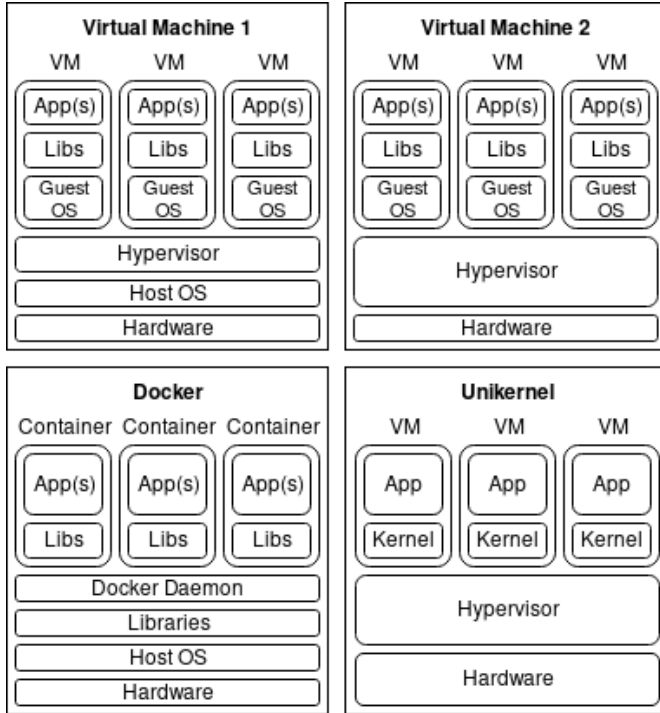 Virtual Machine 1
VM VM VM
App(s) App(s) App(s)
Libs Libs Libs
Guest Guest Guest
OS OS OS
Hypervisor
Host OS
Hardware
Virtual Machine 2
VM VM VM
App(s) App(s) App(s)
Libs Libs Libs
Guest Guest Guest
OS OS OS
Hypervisor
Hardware
Docker
Container Container Container
App(s) App(s) App(s)
Libs Libs Libs
Docker Daemon
Libraries
Host OS
Hardware
Unikernel
VM VM VM
App App App
Kernel Kernel Kernel
Hypervisor
Hardware